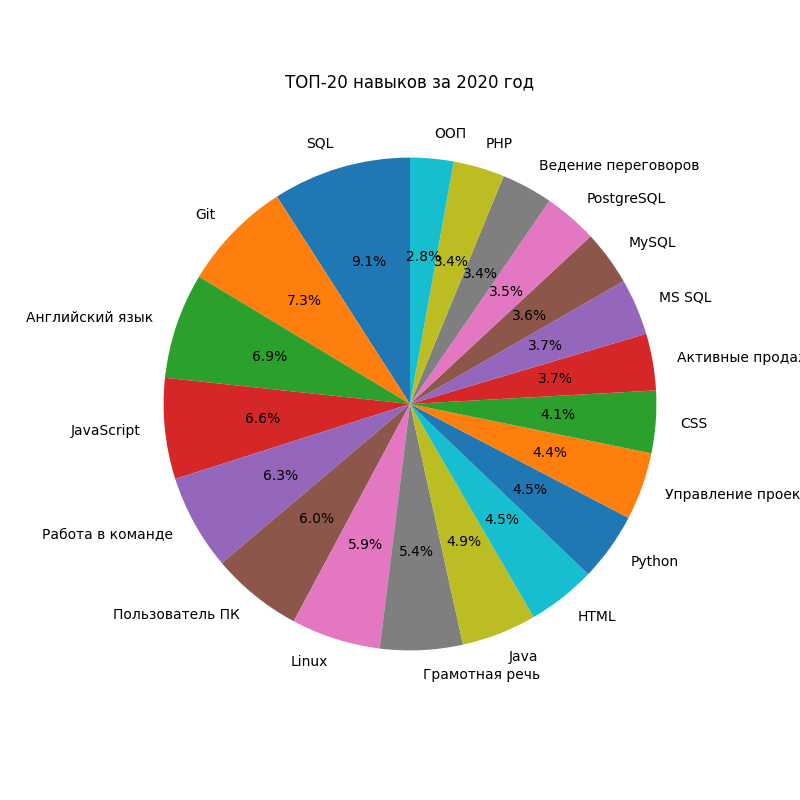 ТОП-20 навыков за 2020 год
SQL
9.1%
Git
7.3%
Английский язык
6.9%
JavaScript
6.6%
Работа в команде
6.3%
Пользователь ПК
6.0%
Linux
5.9%
Грамотная речь
5.4%
Java
4.9%
HTML
4.5%
Python
4.5%
Управление
4.4%
CSS
4.1%
Активные
3.7%
MS SQL
3.7%
MySQL
3.6%
PostgreSQL
3.5%
Ведение переговоров
3.4%
PHP
3.4%
ООП
2.8%